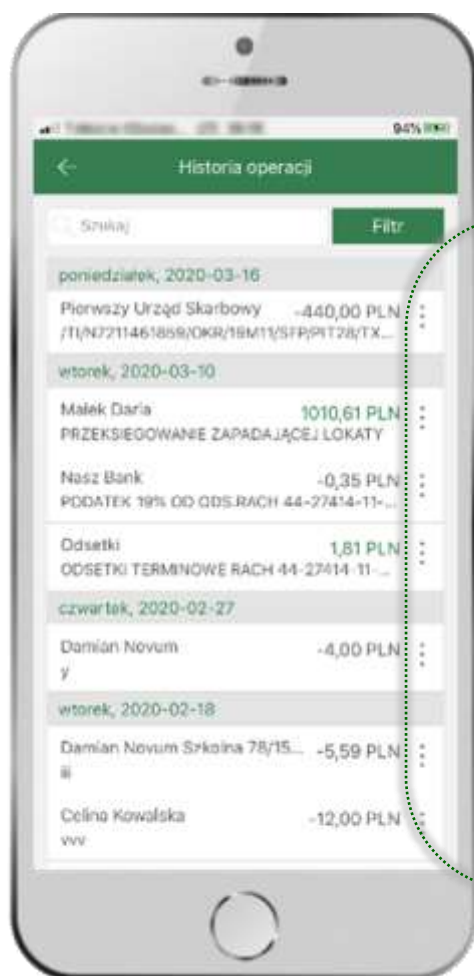 94%
Historia operacji
Szukaj
Filtr
poniedziałek, 2020-03-16
Pierwszy Urząd Skarbowy -440,00 PLN
/TI/N7211461859/OKR/19M11/SFP/PIT28/TX...
wtorek, 2020-03-10
Małek Daria 1010,61 PLN
PRZEKSIĘGOWANIE ZAPADAJĄCEJ LOKATY
Nasz Bank -0,35 PLN
PODATEK 19% OD ODS.RACH 44-27414-11-...
Odsetki 1,81 PLN
ODSETKI TERMINOWE RACH 44-27414-11-...
czwartek, 2020-02-27
Damian Novum -4,00 PLN
y
wtorek, 2020-02-18
Damian Novum Szkolna 78/15... -5,59 PLN
iii
Celina Kowalska -12,00 PLN
vvv